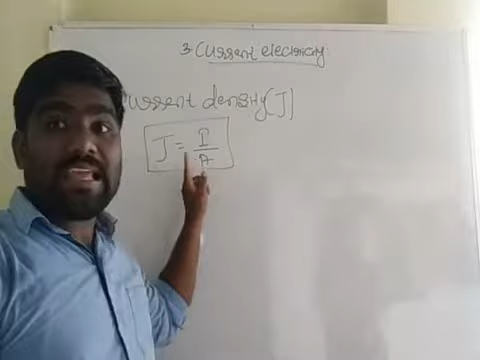 3. Current electricity
urrent density(J)
J = I/A